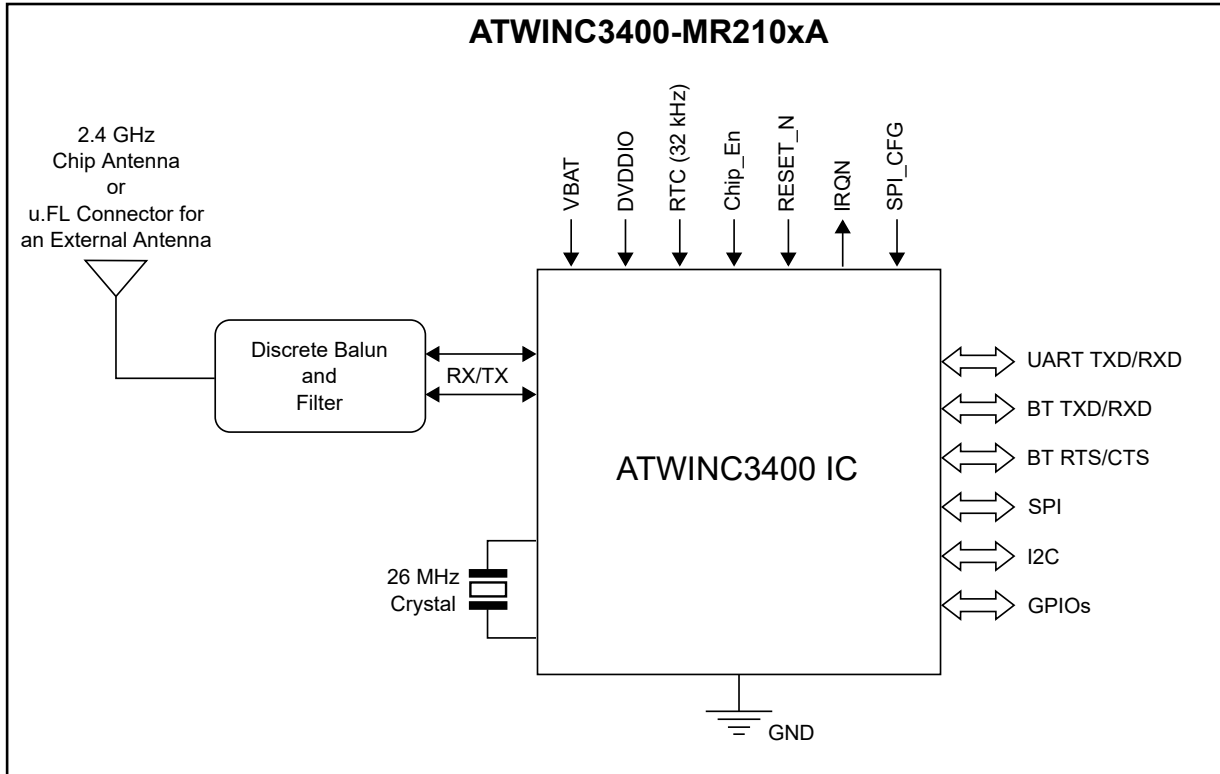 ATWINC3400-MR210xA
2.4 GHz
Chip Antenna
or
u.FL Connector for
an External Antenna
VBAT
DVDDIO
RTC (32 kHz)
Chip_En
RESET_N
IRQN
SPI_CFG
Discrete Balun
and
Filter
RX/TX
ATWINC3400 IC
UART TXD/RXD
BT TXD/RXD
BT RTS/CTS
SPI
I2C
GPIOs
26 MHz
Crystal
GND